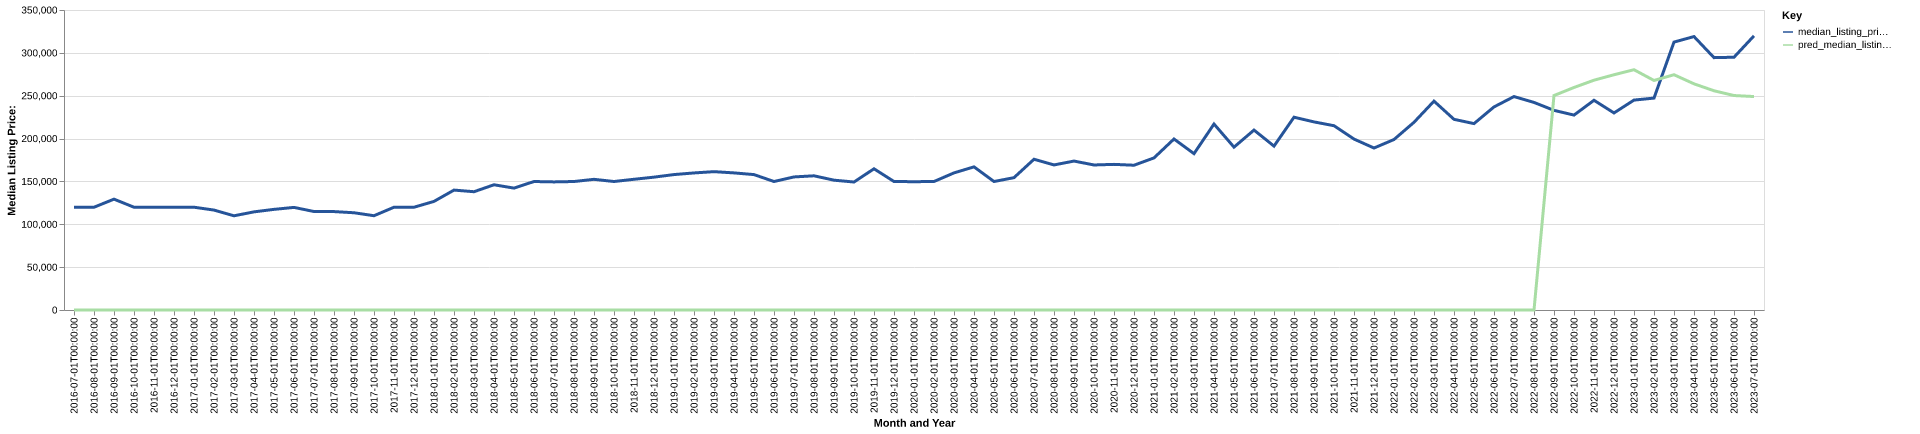 350,000
300,000
250,000
200,000
150,000
100,000
50,000
0
Median Listing Price:
2016-07-01T00:00:00
2016-08-01T00:00:00
2016-09-01T00:00:00
2016-10-01T00:00:00
2016-11-01T00:00:00
2016-12-01T00:00:00
2017-01-01T00:00:00
2017-02-01T00:00:00
2017-03-01T00:00:00
2017-04-01T00:00:00
2017-05-01T00:00:00
2017-06-01T00:00:00
2017-07-01T00:00:00
2017-08-01T00:00:00
2017-09-01T00:00:00
2017-10-01T00:00:00
2017-11-01T00:00:00
2017-12-01T00:00:00
2018-01-01T00:00:00
2018-02-01T00:00:00
2018-03-01T00:00:00
2018-04-01T00:00:00
2018-05-01T00:00:00
2018-06-01T00:00:00
2018-07-01T00:00:00
2018-08-01T00:00:00
2018-09-01T00:00:00
2018-10-01T00:00:00
2018-11-01T00:00:00
2018-12-01T00:00:00
2019-01-01T00:00:00
2019-02-01T00:00:00
2019-03-01T00:00:00
2019-04-01T00:00:00
2019-05-01T00:00:00
2019-06-01T00:00:00
2019-07-01T00:00:00
2019-08-01T00:00:00
2019-09-01T00:00:00
2019-10-01T00:00:00
2019-11-01T00:00:00
2019-12-01T00:00:00
2020-01-01T00:00:00
2020-02-01T00:00:00
2020-03-01T00:00:00
2020-04-01T00:00:00
2020-05-01T00:00:00
2020-06-01T00:00:00
2020-07-01T00:00:00
2020-08-01T00:00:00
2020-09-01T00:00:00
2020-10-01T00:00:00
2020-11-01T00:00:00
2020-12-01T00:00:00
2021-01-01T00:00:00
2021-02-01T00:00:00
2021-03-01T00:00:00
2021-04-01T00:00:00
2021-05-01T00:00:00
2021-06-01T00:00:00
2021-07-01T00:00:00
2021-08-01T00:00:00
2021-09-01T00:00:00
2021-10-01T00:00:00
2021-11-01T00:00:00
2021-12-01T00:00:00
2022-01-01T00:00:00
2022-02-01T00:00:00
2022-03-01T00:00:00
2022-04-01T00:00:00
2022-05-01T00:00:00
2022-06-01T00:00:00
2022-07-01T00:00:00
2022-08-01T00:00:00
2022-09-01T00:00:00
2022-10-01T00:00:00
2022-11-01T00:00:00
2022-12-01T00:00:00
2023-01-01T00:00:00
2023-02-01T00:00:00
2023-03-01T00:00:00
2023-04-01T00:00:00
2023-05-01T00:00:00
2023-06-01T00:00:00
2023-07-01T00:00:00
Month and Year
Key
median_listing_pri…
pred_median_listin…